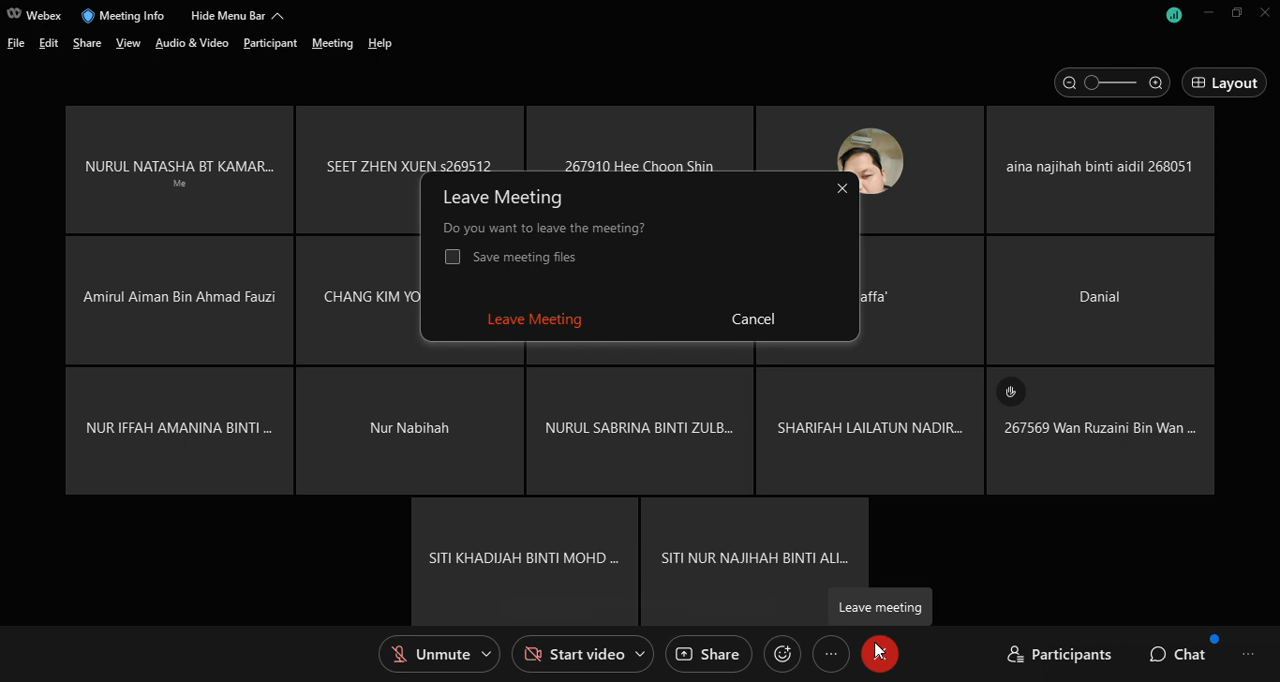 Webex Meeting Info Hide Menu Bar
File Edit Share View Audio & Video Participant Meeting Help
Layout
NURUL NATASHA BT KAMAR...
Me
SEET ZHEN XUEN s269512
267910 Hee Choon Shin
aina najihah binti aidil 268051
Leave Meeting
Do you want to leave the meeting?
Save meeting files
Leave Meeting Cancel
Amirul Aiman Bin Ahmad Fauzi
CHANG KIM YO
affa'
Danial
NUR IFFAH AMANINA BINTI ...
Nur Nabihah
NURUL SABRINA BINTI ZULB...
SHARIFAH LAILATUN NADIR...
267569 Wan Ruzaini Bin Wan ...
SITI KHADIJAH BINTI MOHD ...
SITI NUR NAJIHAH BINTI ALI...
Leave meeting
Unmute Start video Share ... Participants Chat ...